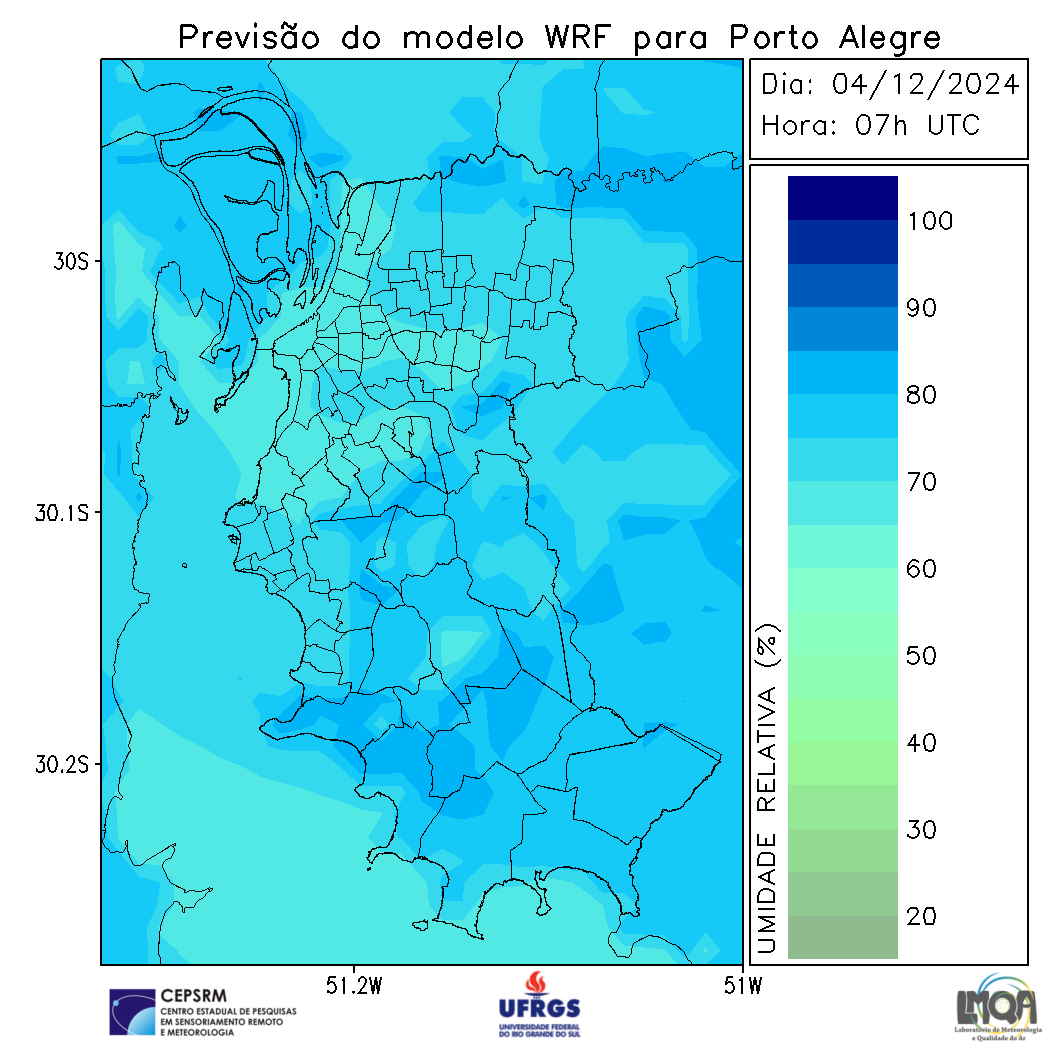 Previsão do modelo WRF para Porto Alegre
Dia: 04/12/2024
Hora: 07h UTC
30S
30.1S
30.2S
51.2W
51W
UMIDADE RELATIVA (%)
100
90
80
70
60
50
40
30
20
CEPSRM
CENTRO ESTADUAL DE PESQUISAS
EM SENSORIAMENTO REMOTO
E METEOROLOGIA
UFRGS
UNIVERSIDADE FEDERAL
DO RIO GRANDE DO SUL
LMQA
Laboratório de Meteorologia
e Qualidade do Ar